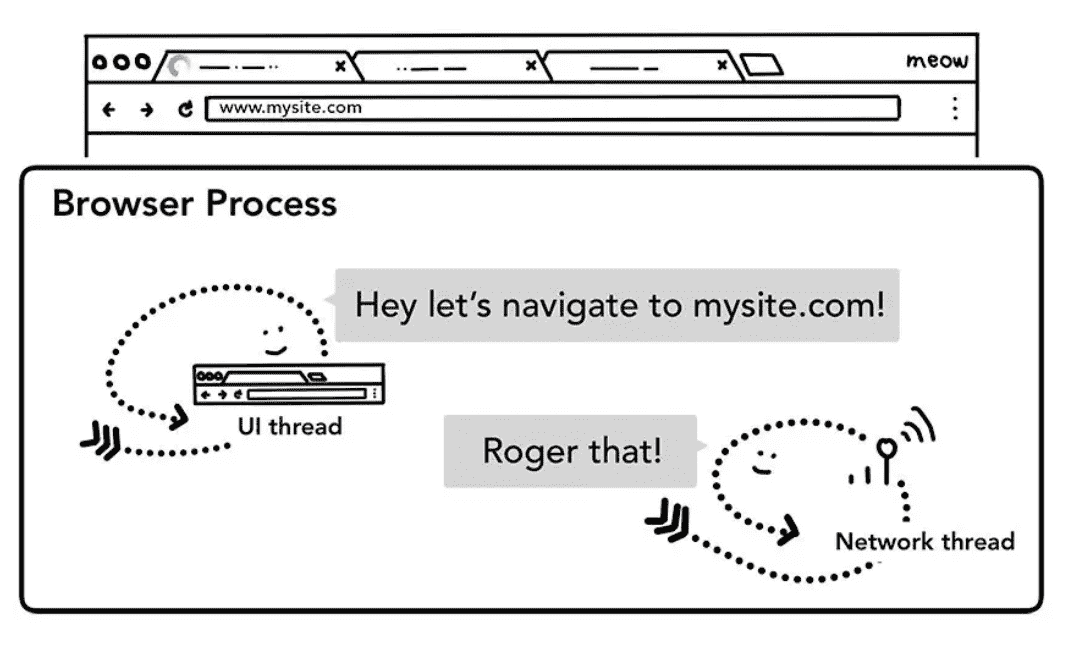 meow
www.mysite.com
Browser Process
Hey let's navigate to mysite.com!
UI thread
Roger that!
Network thread